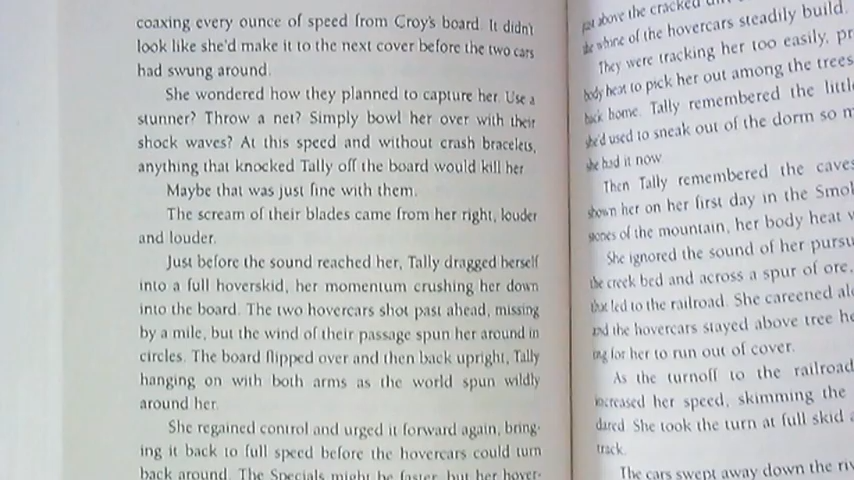 coaxing every ounce of speed from Croy's board. It didn't
look like she'd make it to the next cover before the two cars
had swung around.
She wondered how they planned to capture her. Use a
stunner? Throw a net? Simply bowl her over with their
shock waves? At this speed and without crash bracelets,
anything that knocked Tally off the board would kill her.
Maybe that was just fine with them.
The scream of their blades came from her right, louder
and louder.
Just before the sound reached her, Tally dragged herself
into a full hoverskid, her momentum crushing her down
into the board. The two hovercars shot past ahead, missing
by a mile, but the wind of their passage spun her around in
circles. The board flipped over and then back upright, Tally
hanging on with both arms as the world spun wildly
around her.
She regained control and urged it forward again, bring-
ing it back to full speed before the hovercars could turn
back around. The Specials might be faster, but her hover-
just above the cracked
the whine of the hovercars steadily build.
They were tracking her too easily,
body heat to pick her out among the trees
back home. Tally remembered the
she'd used to sneak out of the dorm so
she had it now.
Then Tally remembered the
shown her on her first day in the
stones of the mountain, her body heat
She ignored the sound of her
the creek bed and across a spur of ore,
that led to the railroad. She careened
and the hovercars stayed above tree
ing for her to run out of cover.
As the turnoff to the railroad
increased her speed, skimming the
dared. She took the turn at full skid
track.
The cars swept away down the